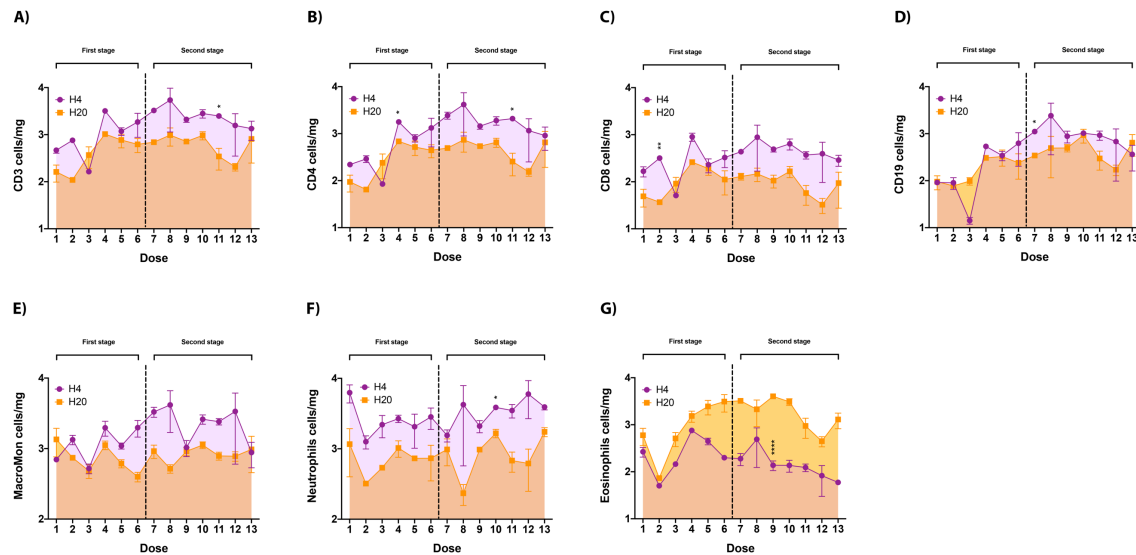 A)
First stage
Second stage
CD3 cells/mg
4
3
2
1
H4
H20
*
1 2 3 4 5 6 7 8 9 10 11 12 13
Dose
B)
First stage
Second stage
CD4 cells/mg
4
3
2
1
H4
H20
*
*
1 2 3 4 5 6 7 8 9 10 11 12 13
Dose
C)
First stage
Second stage
CD8 cells/mg
4
3
2
1
H4
H20
**
1 2 3 4 5 6 7 8 9 10 11 12 13
Dose
D)
First stage
Second stage
CD19 cells/mg
4
3
2
1
H4
H20
*
1 2 3 4 5 6 7 8 9 10 11 12 13
Dose
E)
First stage
Second stage
MacroMon cells/mg
4
3
2
H4
H20
1 2 3 4 5 6 7 8 9 10 11 12 13
Dose
F)
First stage
Second stage
Neutrophils cells/mg
4
3
2
H4
H20
*
1 2 3 4 5 6 7 8 9 10 11 12 13
Dose
G)
First stage
Second stage
Eosinophils cells/mg
4
3
2
1
H4
H20
****
1 2 3 4 5 6 7 8 9 10 11 12 13
Dose